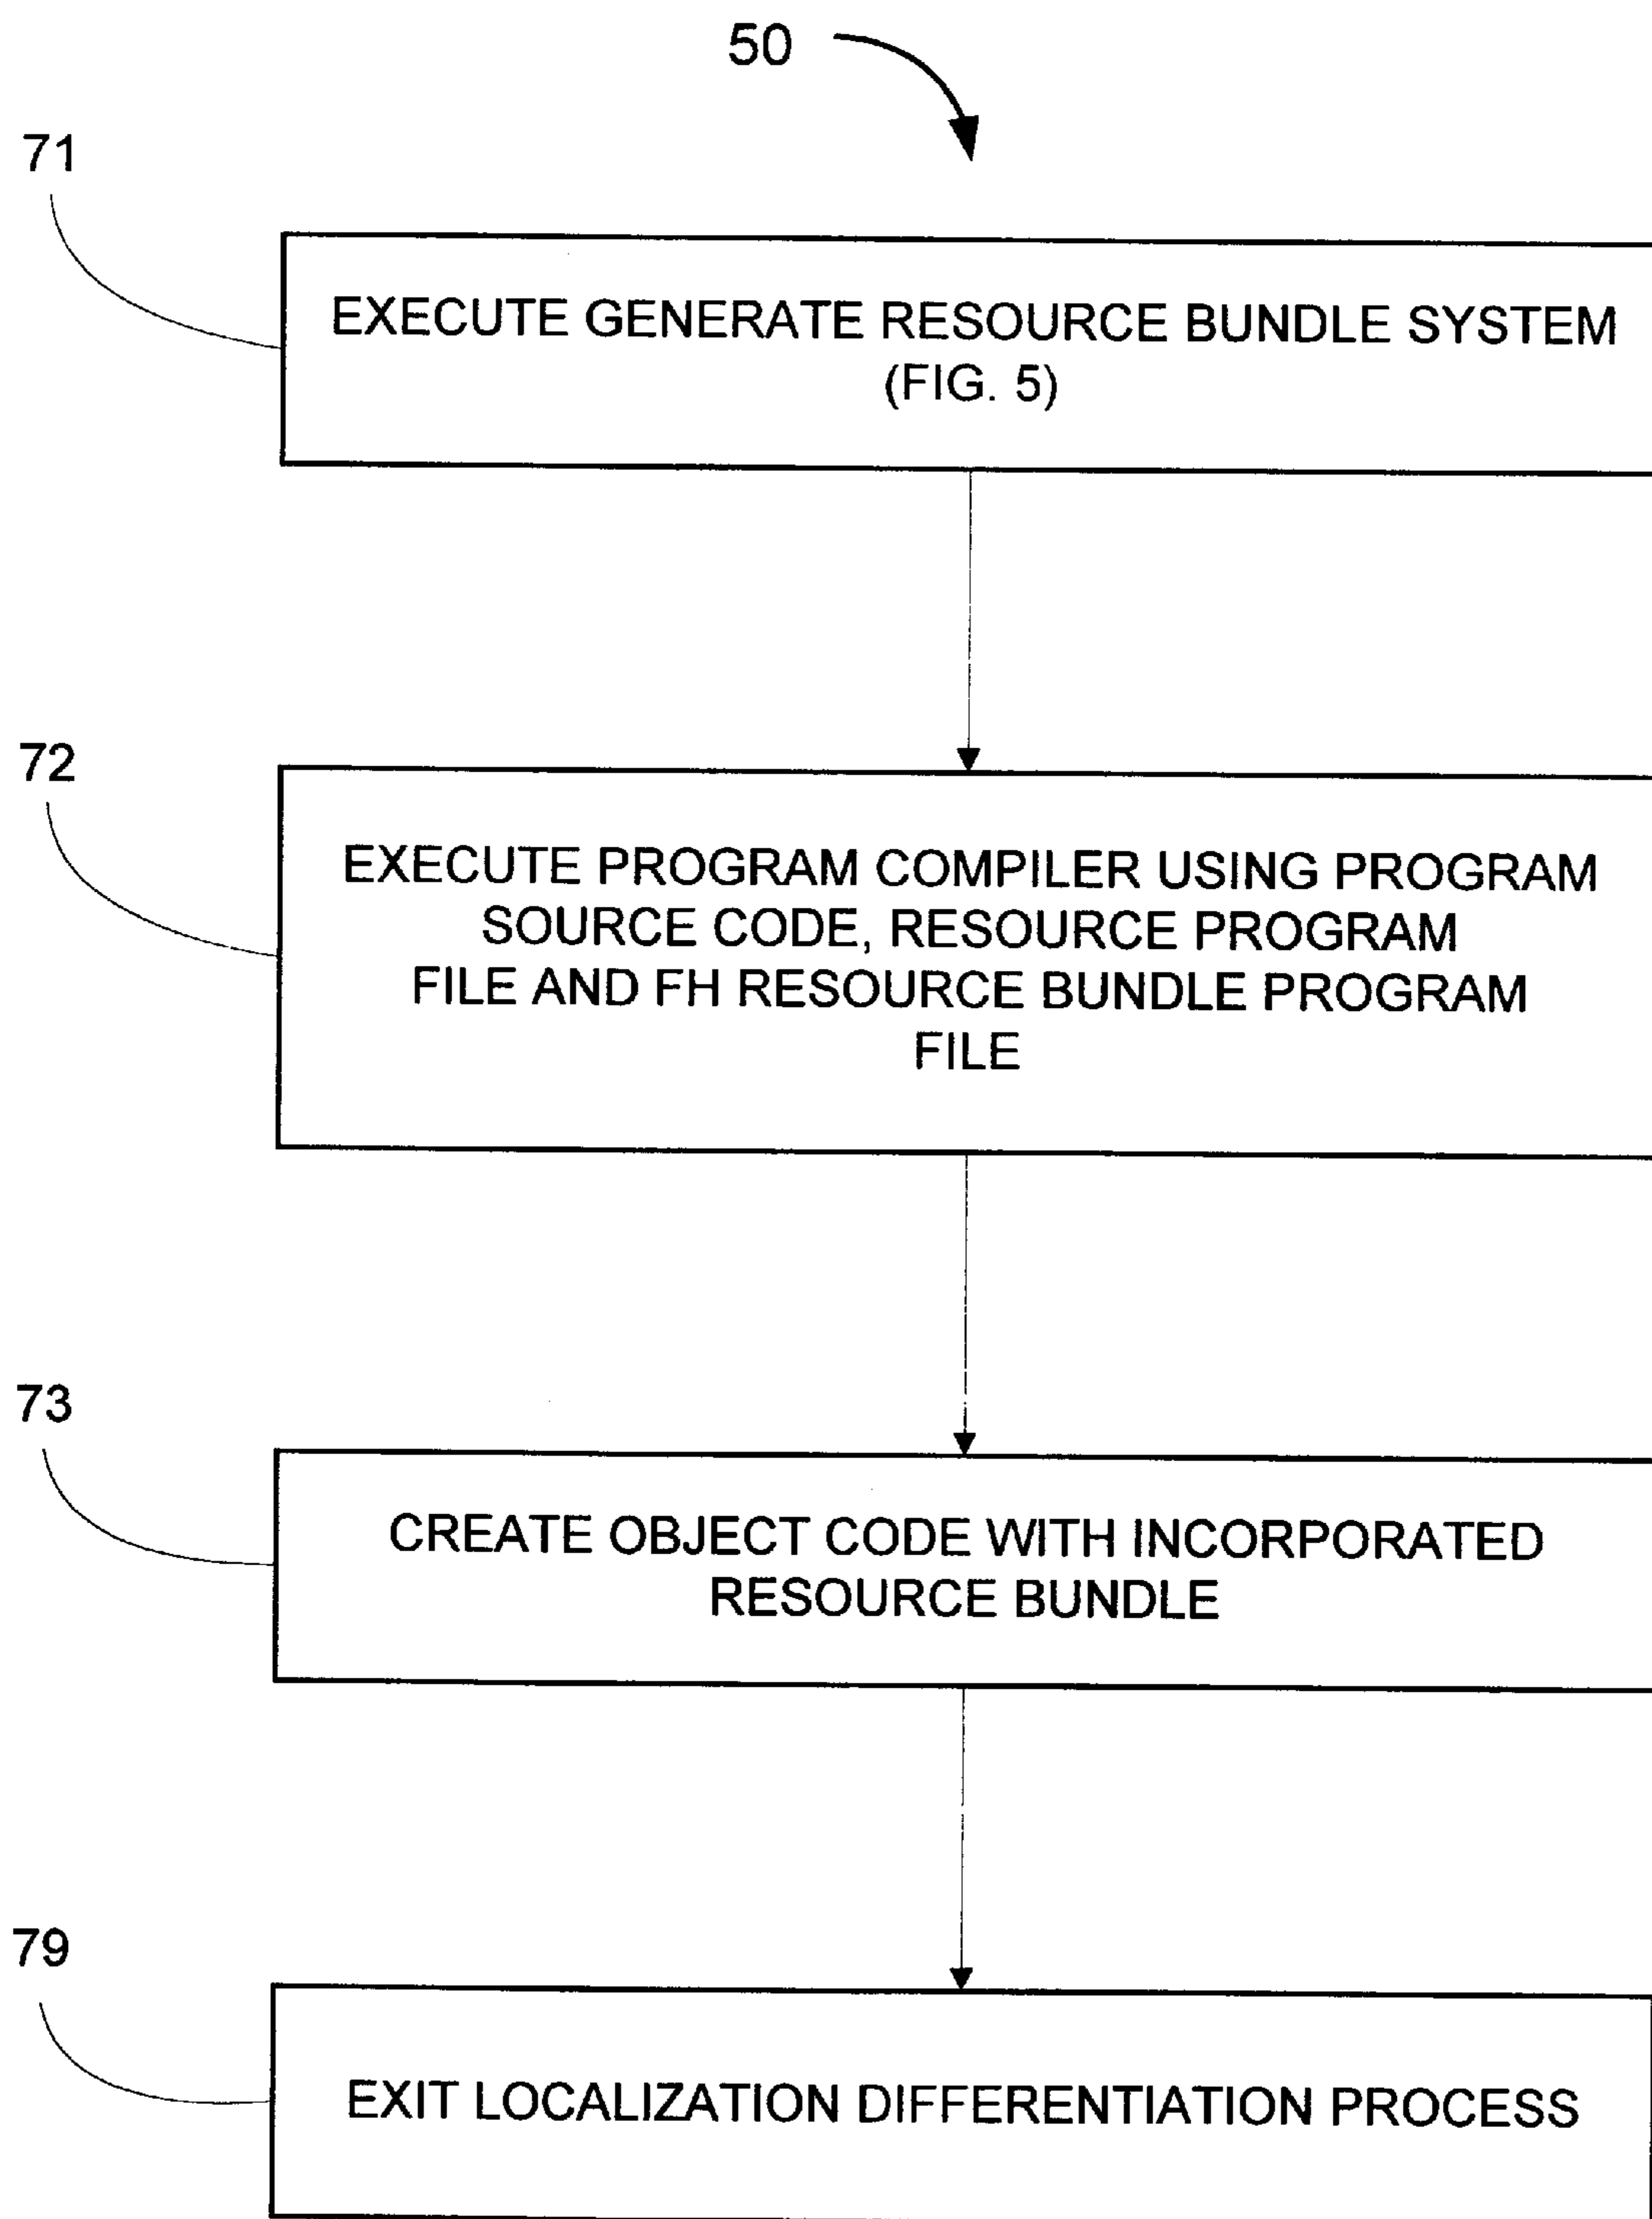 50
71
EXECUTE GENERATE RESOURCE BUNDLE SYSTEM
(FIG. 5)
72
EXECUTE PROGRAM COMPILER USING PROGRAM
SOURCE CODE, RESOURCE PROGRAM
FILE AND FH RESOURCE BUNDLE PROGRAM
FILE
73
CREATE OBJECT CODE WITH INCORPORATED
RESOURCE BUNDLE
79
EXIT LOCALIZATION DIFFERENTIATION PROCESS